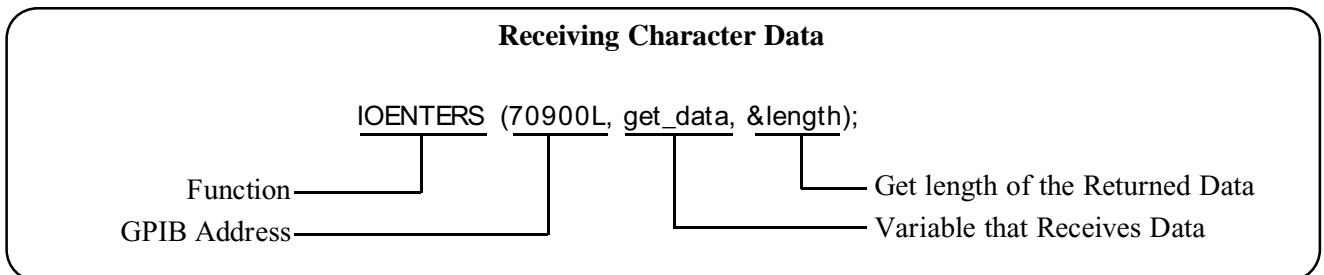 Receiving Character Data
IOENTERS (70900L, get_data, &length);
Function
Get length of the Returned Data
GPIB Address
Variable that Receives Data